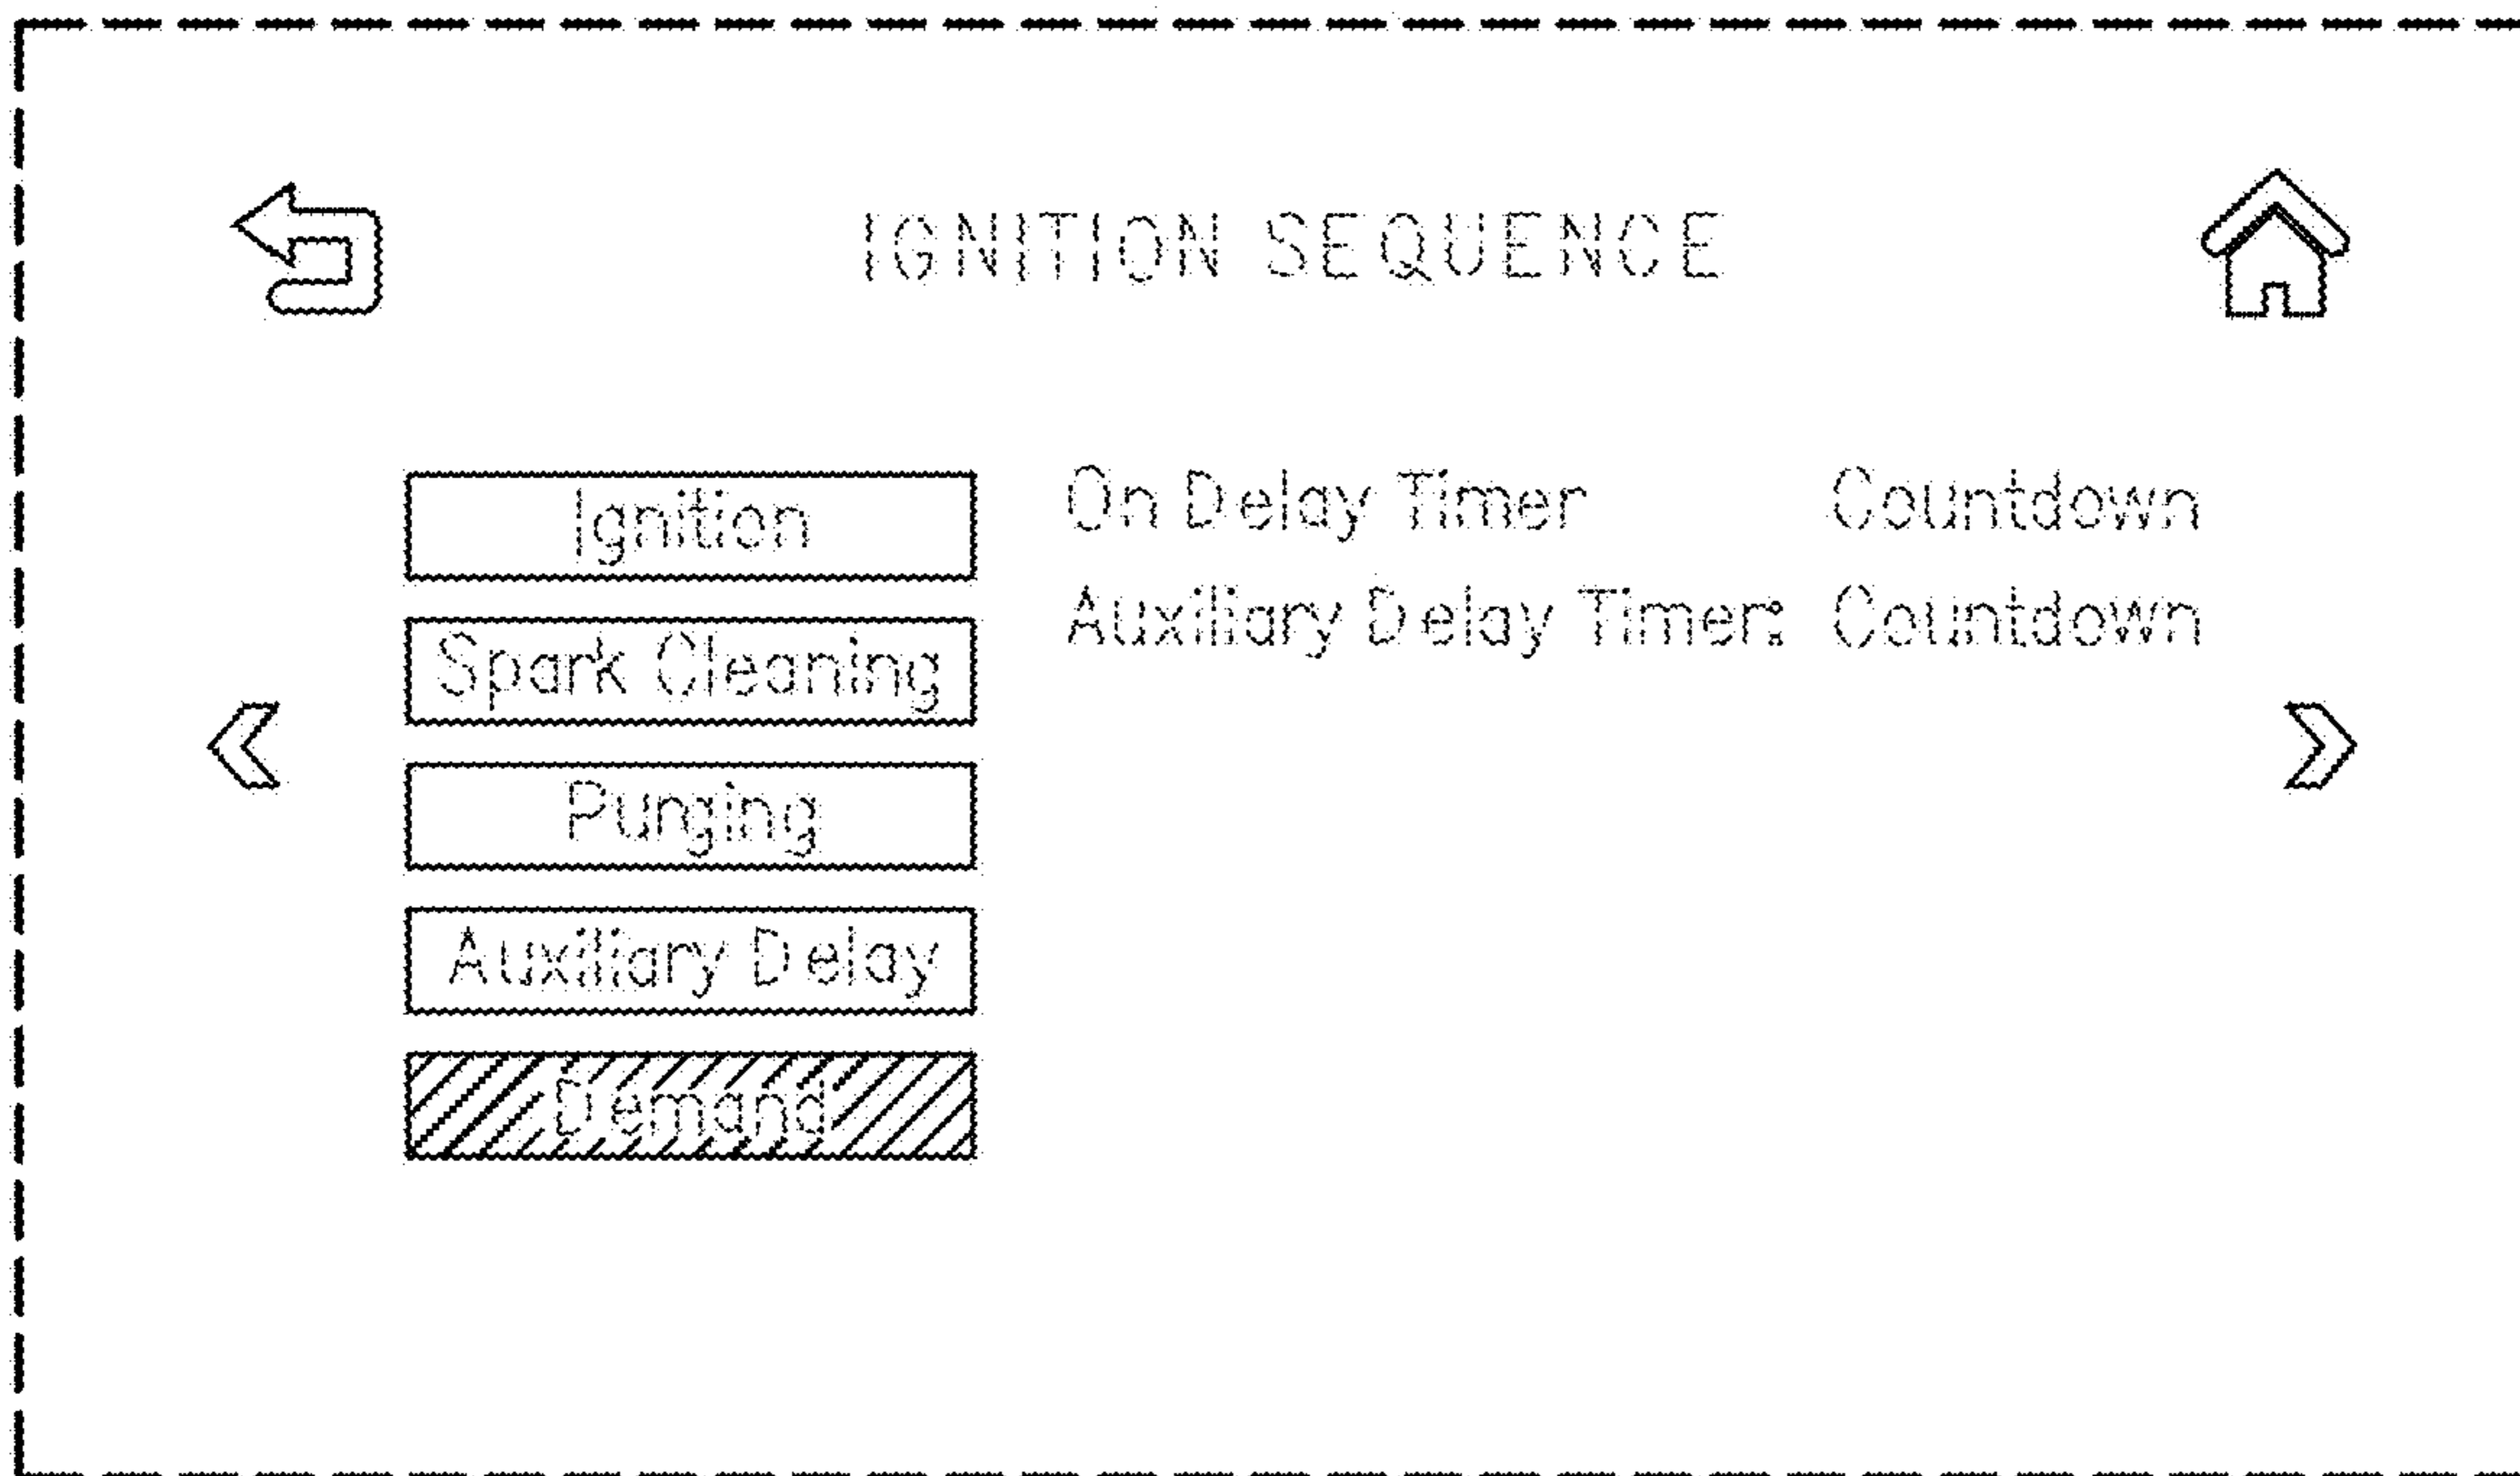 IGNITION SEQUENCE
Ignition
Spark Cleaning
Purging
Auxiliary Delay
Demand
On Delay Timer Countdown
Auxiliary Delay Timer: Countdown